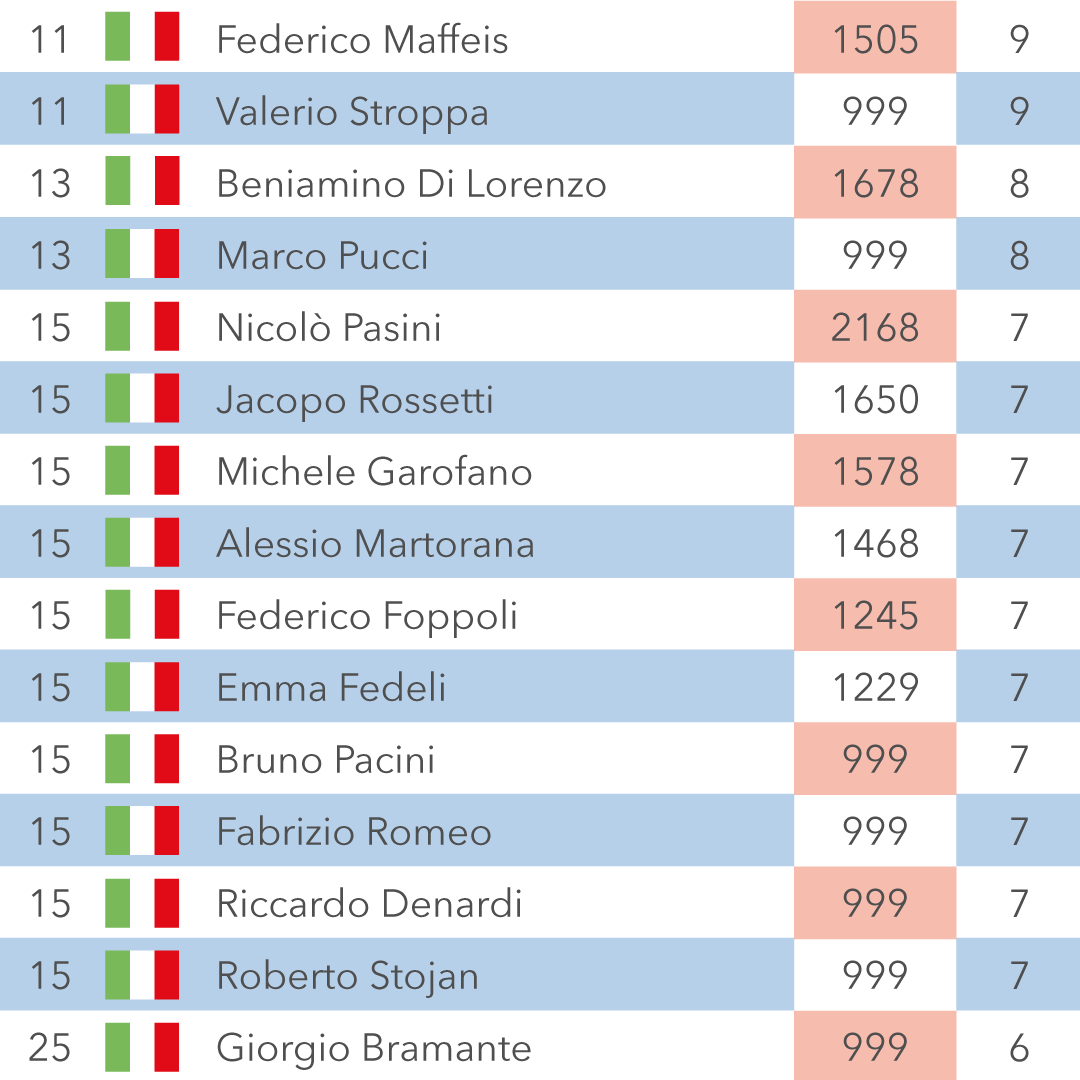 11 Federico Maffeis 1505 9
11 Valerio Stroppa 999 9
13 Beniamino Di Lorenzo 1678 8
13 Marco Pucci 999 8
15 Nicolò Pasini 2168 7
15 Jacopo Rossetti 1650 7
15 Michele Garofano 1578 7
15 Alessio Martorana 1468 7
15 Federico Foppoli 1245 7
15 Emma Fedeli 1229 7
15 Bruno Pacini 999 7
15 Fabrizio Romeo 999 7
15 Riccardo Denardi 999 7
15 Roberto Stojan 999 7
25 Giorgio Bramante 999 6